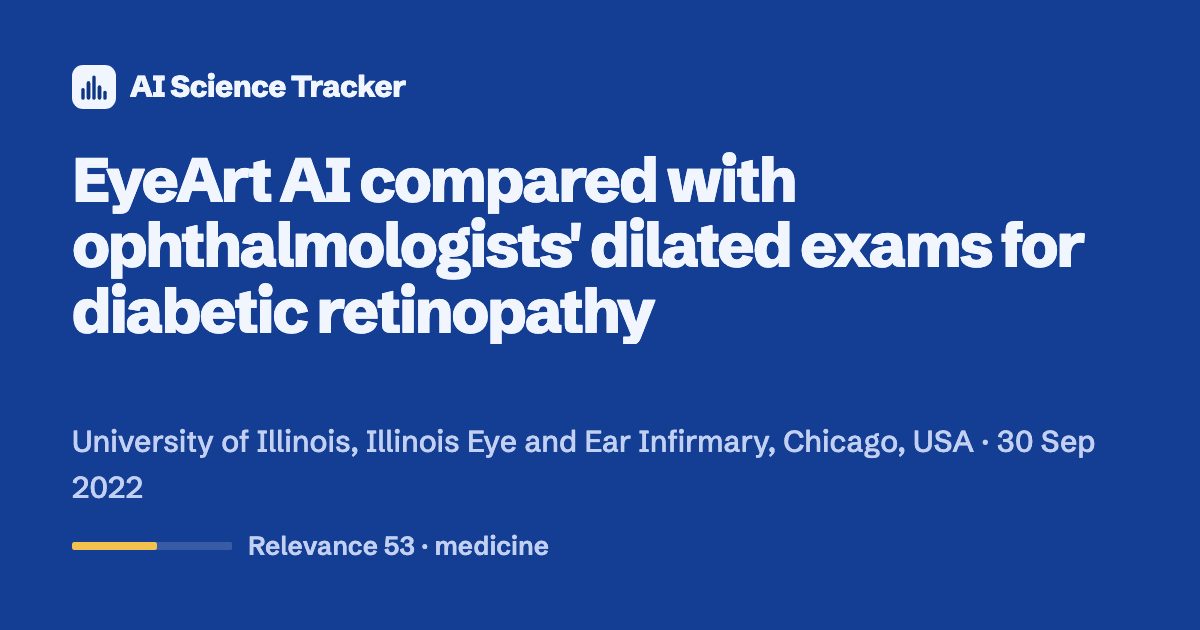 AI Science Tracker
EyeArt AI compared with
ophthalmologists' dilated exams for
diabetic retinopathy
University of Illinois, Illinois Eye and Ear Infirmary, Chicago, USA · 30 Sep
2022
Relevance 53 · medicine